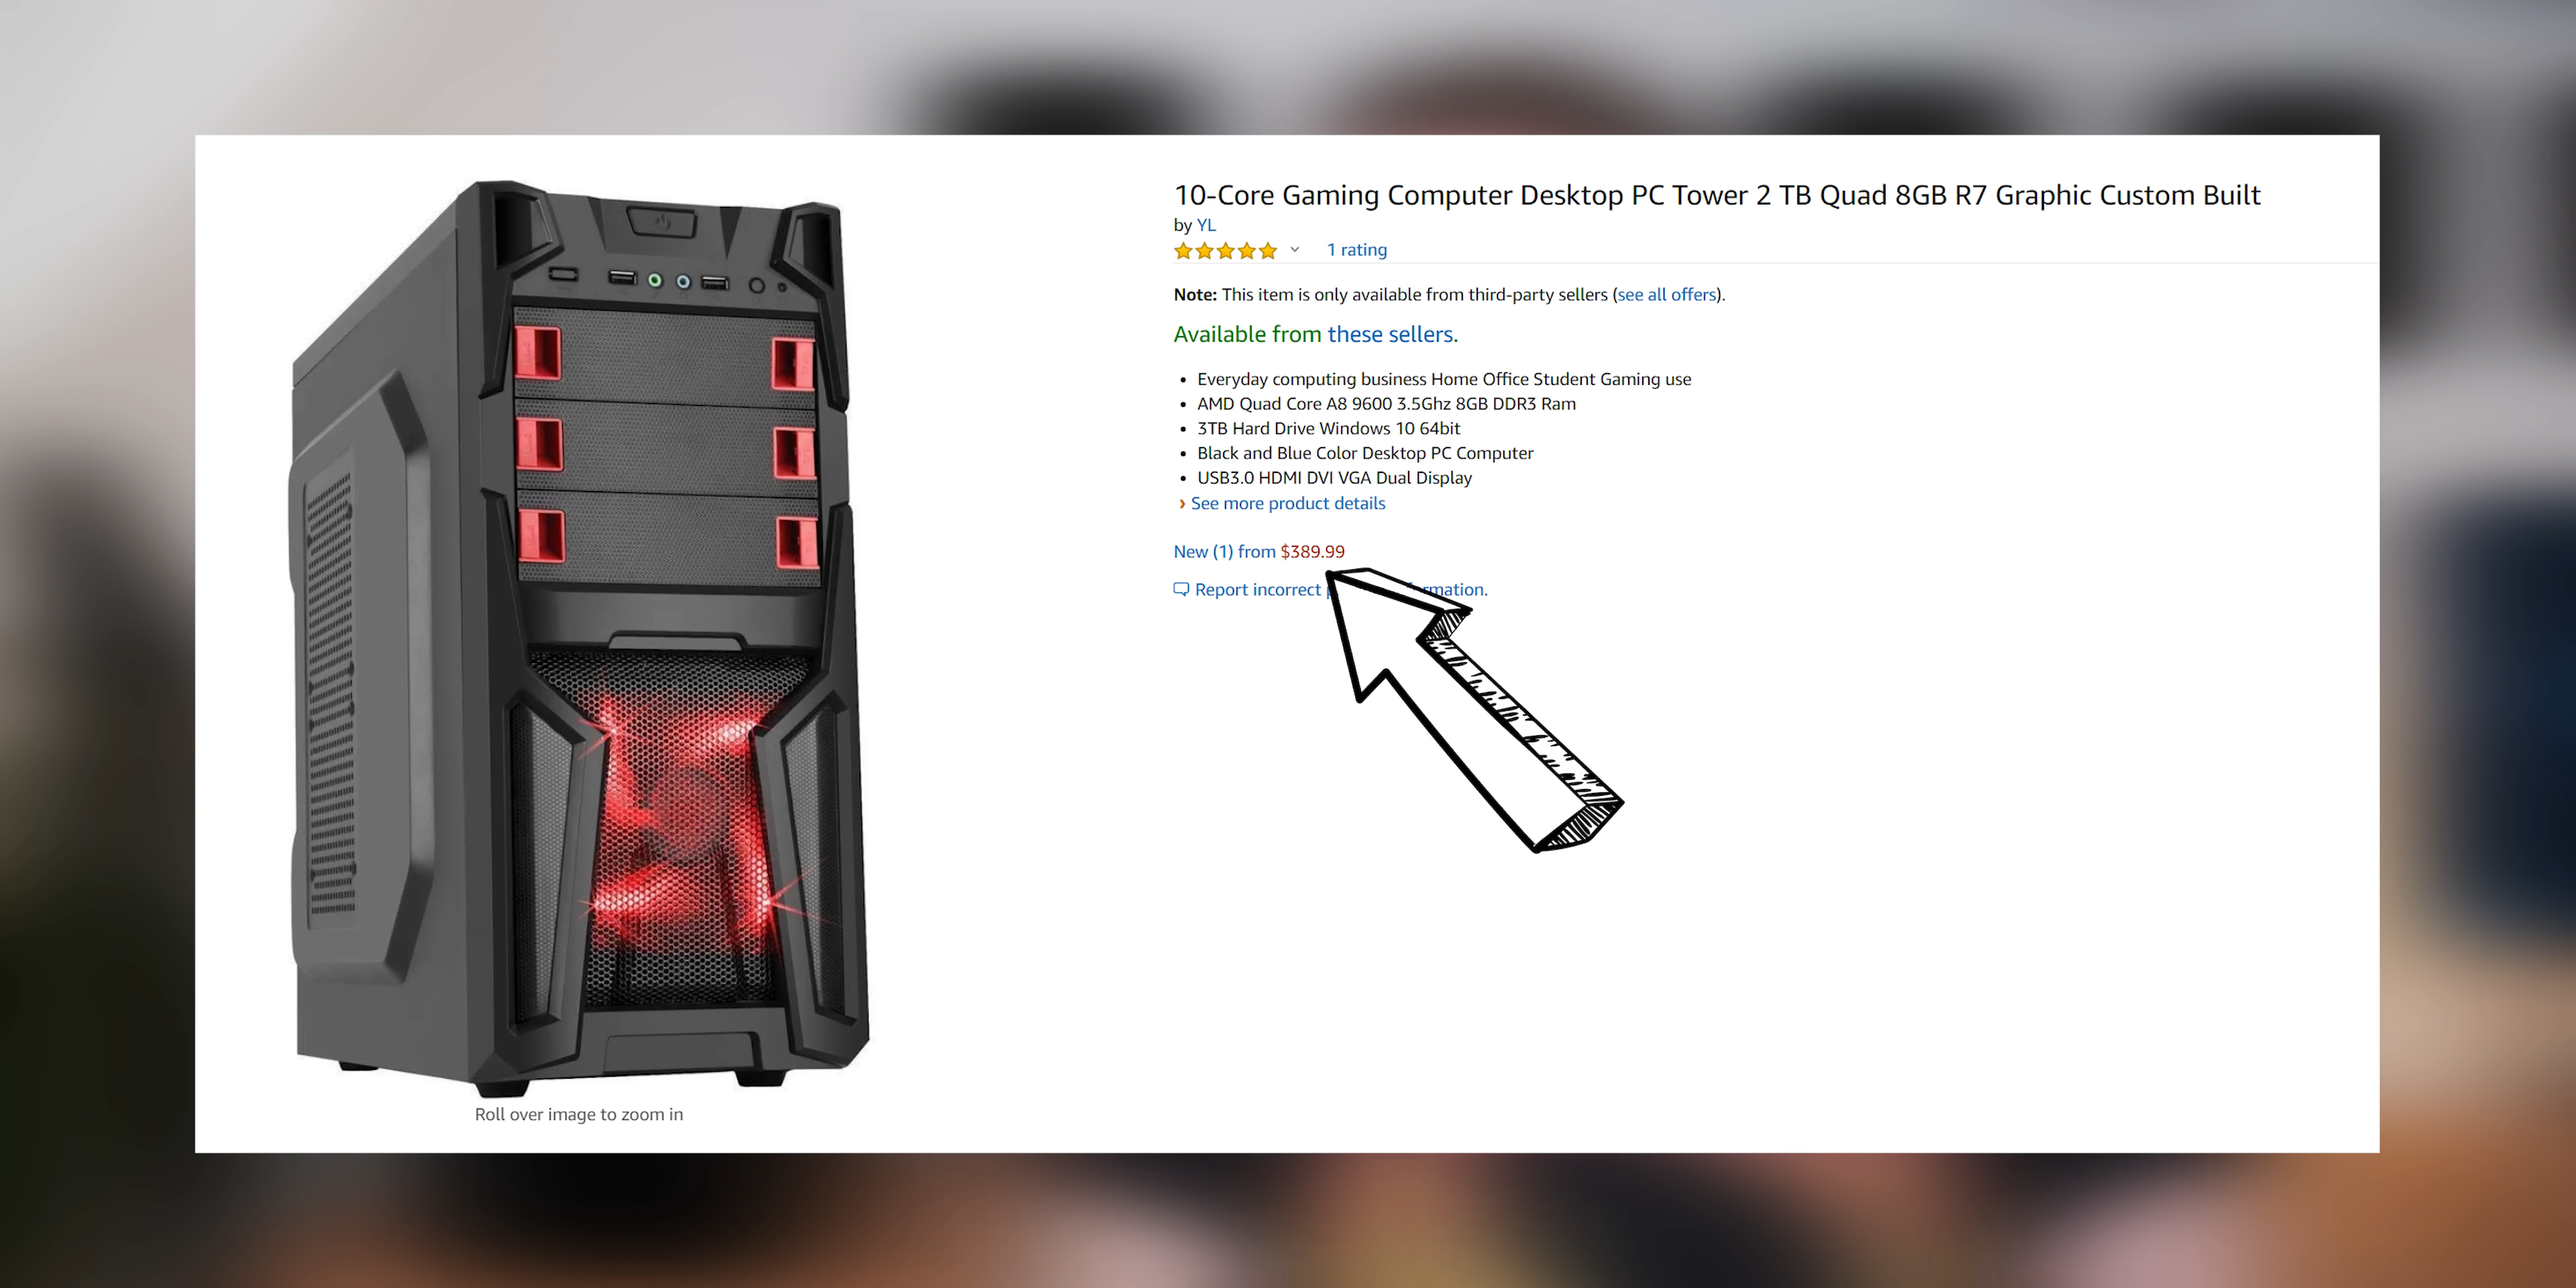 10-Core Gaming Computer Desktop PC Tower 2 TB Quad 8GB R7 Graphic Custom Built
by YL
1 rating
Note: This item is only available from third-party sellers (see all offers).
Available from these sellers.
Everyday computing business Home Office Student Gaming use
AMD Quad Core A8 9600 3.5Ghz 8GB DDR3 Ram
3TB Hard Drive Windows 10 64bit
Black and Blue Color Desktop PC Computer
USB3.0 HDMI DVI VGA Dual Display
› See more product details
New (1) from $389.99
Report incorrect
Roll over image to zoom in